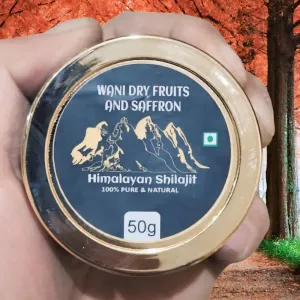 WANI DRY FRUITS
AND SAFFRON
Himalayan Shilajit
100% PURE & NATURAL
50g